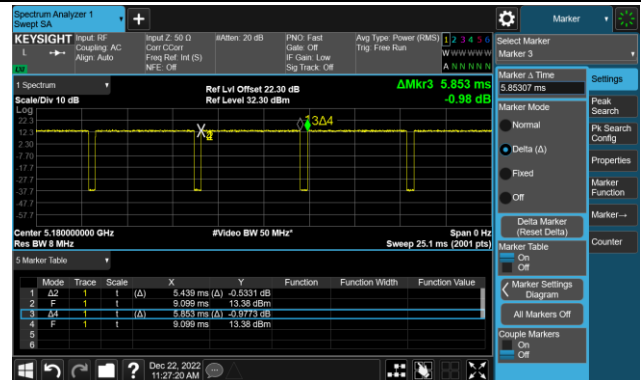 Spectrum Analyzer 1
Swept SA
+
Marker
KEYSIGHT
Input: RF
Coupling: AC
Align: Auto
Input Z: 50 Ω
Corr CCorr
Freq Ref: Int (S)
NFE: Off
#Atten: 20 dB
PNO: Fast
Gate: Off
IF Gain: Low
Sig Track: Off
Avg Type: Power (RMS)
Trig: Free Run
1 2 3 4 5 6
W W W W W W
A N N N N N
Select Marker
Marker 3
1 Spectrum
Scale/Div 10 dB
Ref Lvl Offset 22.30 dB
Ref Level 32.30 dBm
ΔMkr3 5.853 ms
-0.98 dB
Log
22.3
12.3
2.30
-7.70
-17.7
-27.7
-37.7
-47.7
-57.7
3Δ4
Center 5.180000000 GHz
Res BW 8 MHz
#Video BW 50 MHz*
Span 0 Hz
Sweep 25.1 ms (2001 pts)
5 Marker Table
Mode Trace Scale X Y Function Function Width Function Value
1 Δ2 1 t (Δ) 5.439 ms (Δ) -0.5331 dB
2 F 1 t 9.099 ms 13.38 dBm
3 Δ4 1 t (Δ) 5.853 ms (Δ) -0.9773 dB
4 F 1 t 9.099 ms 13.38 dBm
5
6
Marker Δ Time
5.85307 ms
Marker Mode
Normal
Delta (Δ)
Fixed
Off
Delta Marker
(Reset Delta)
Marker Table
On
Off
Marker Settings
Diagram
All Markers Off
Couple Markers
On
Off
Settings
Peak
Search
Pk Search
Config
Properties
Marker
Function
Marker→
Counter
?
Dec 22, 2022
11:27:20 AM